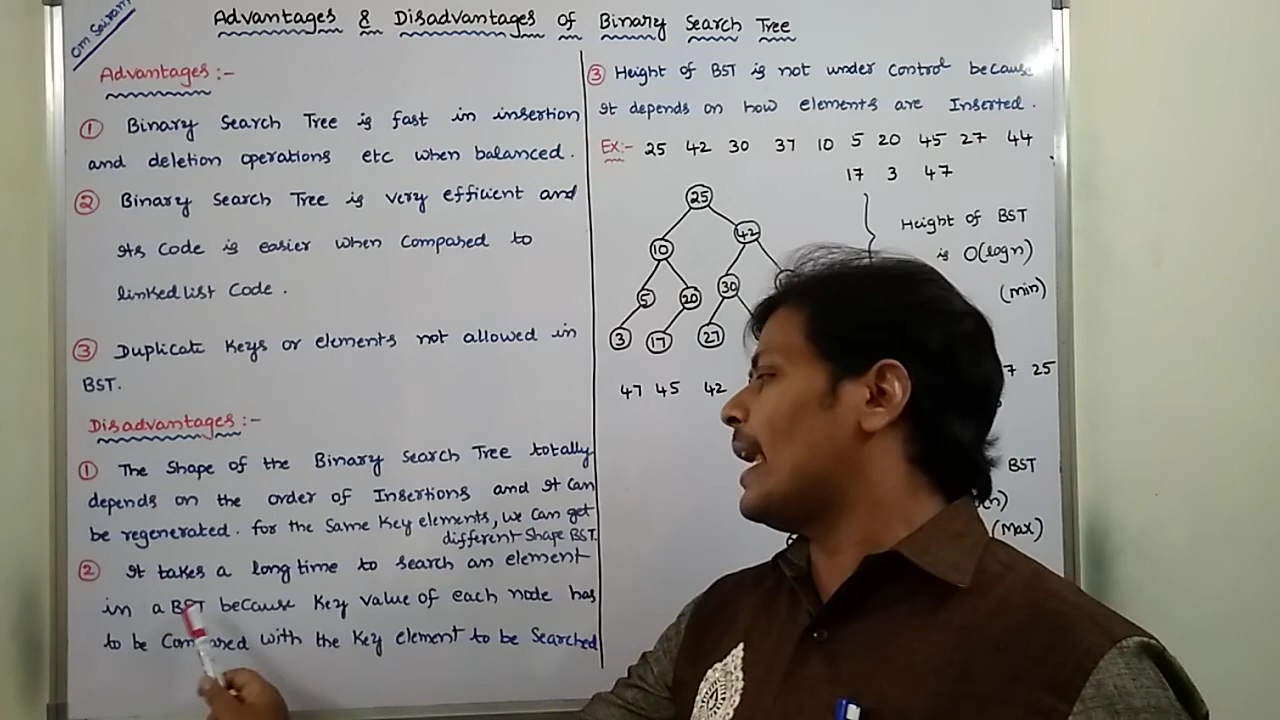 Om Sairam
Advantages & Disadvantages of Binary Search Tree
Advantages :-
① Binary Search Tree is fast in insertion
and deletion operations etc when balanced.
② Binary Search Tree is very efficient and
its code is easier when compared to
linkedlist code.
③ Duplicate keys or elements not allowed in
BST.
Disadvantages :-
① The Shape of the Binary Search Tree totally
depends on the order of Insertions and it can
be regenerated. for the Same key elements, we can get
different Shape BST.
② It takes a long time to search an element
in a BST because key value of each node has
to be Compared with the key element to be Searched
③ Height of BST is not under control because
it depends on how elements are Inserted.
Ex:- 25 42 30 37 10 5 20 45 27 44
17 3 47
25
10 42
5 20 30
3 17 27
Height of BST
is O(logn)
(min)
47 45 42
7 25
BST
(n)
(Max)